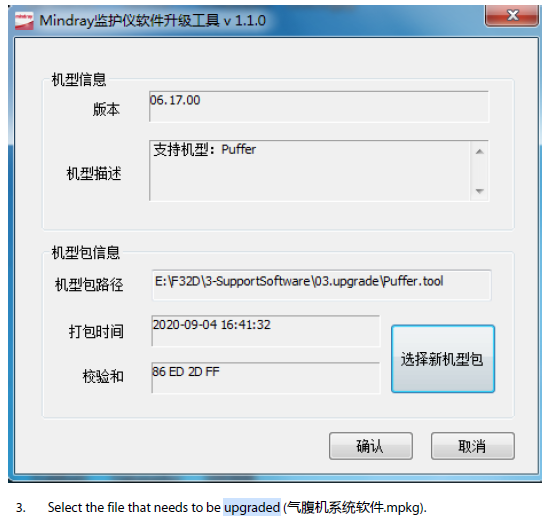 mindray Mindray监护仪软件升级工具 v 1.1.0
机型信息
版本 06.17.00
机型描述 支持机型：Puffer
机型包信息
机型包路径 E:\F32D\3-SupportSoftware\03.upgrade\Puffer.tool
打包时间 2020-09-04 16:41:32
选择新机型包
校验和 86 ED 2D FF
确认 取消
3. Select the file that needs to be upgraded (气腹机系统软件.mpkg).